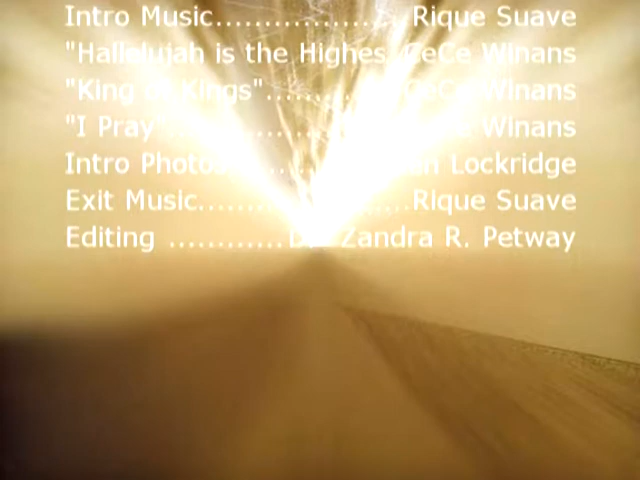 Intro Music.................. Rique Suave
"Hallelujah is the Highes CeCe Winans
"King of Kings".......... CeCe Winans
"I Pray" ............. Winans
Intro Photo ....... Lockridge
Exit Music............... Rique Suave
Editing ............ Zandra R. Petway